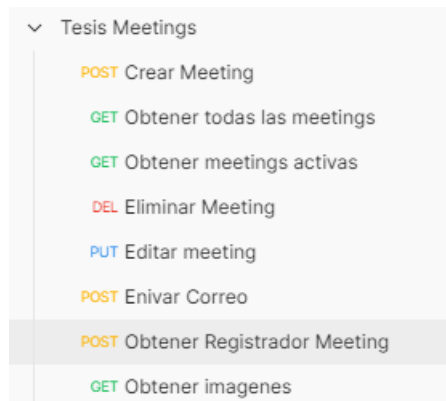 Tesis Meetings
POST Crear Meeting
GET Obtener todas las meetings
GET Obtener meetings activas
DEL Eliminar Meeting
PUT Editar meeting
POST Enivar Correo
POST Obtener Registrador Meeting
GET Obtener imagenes